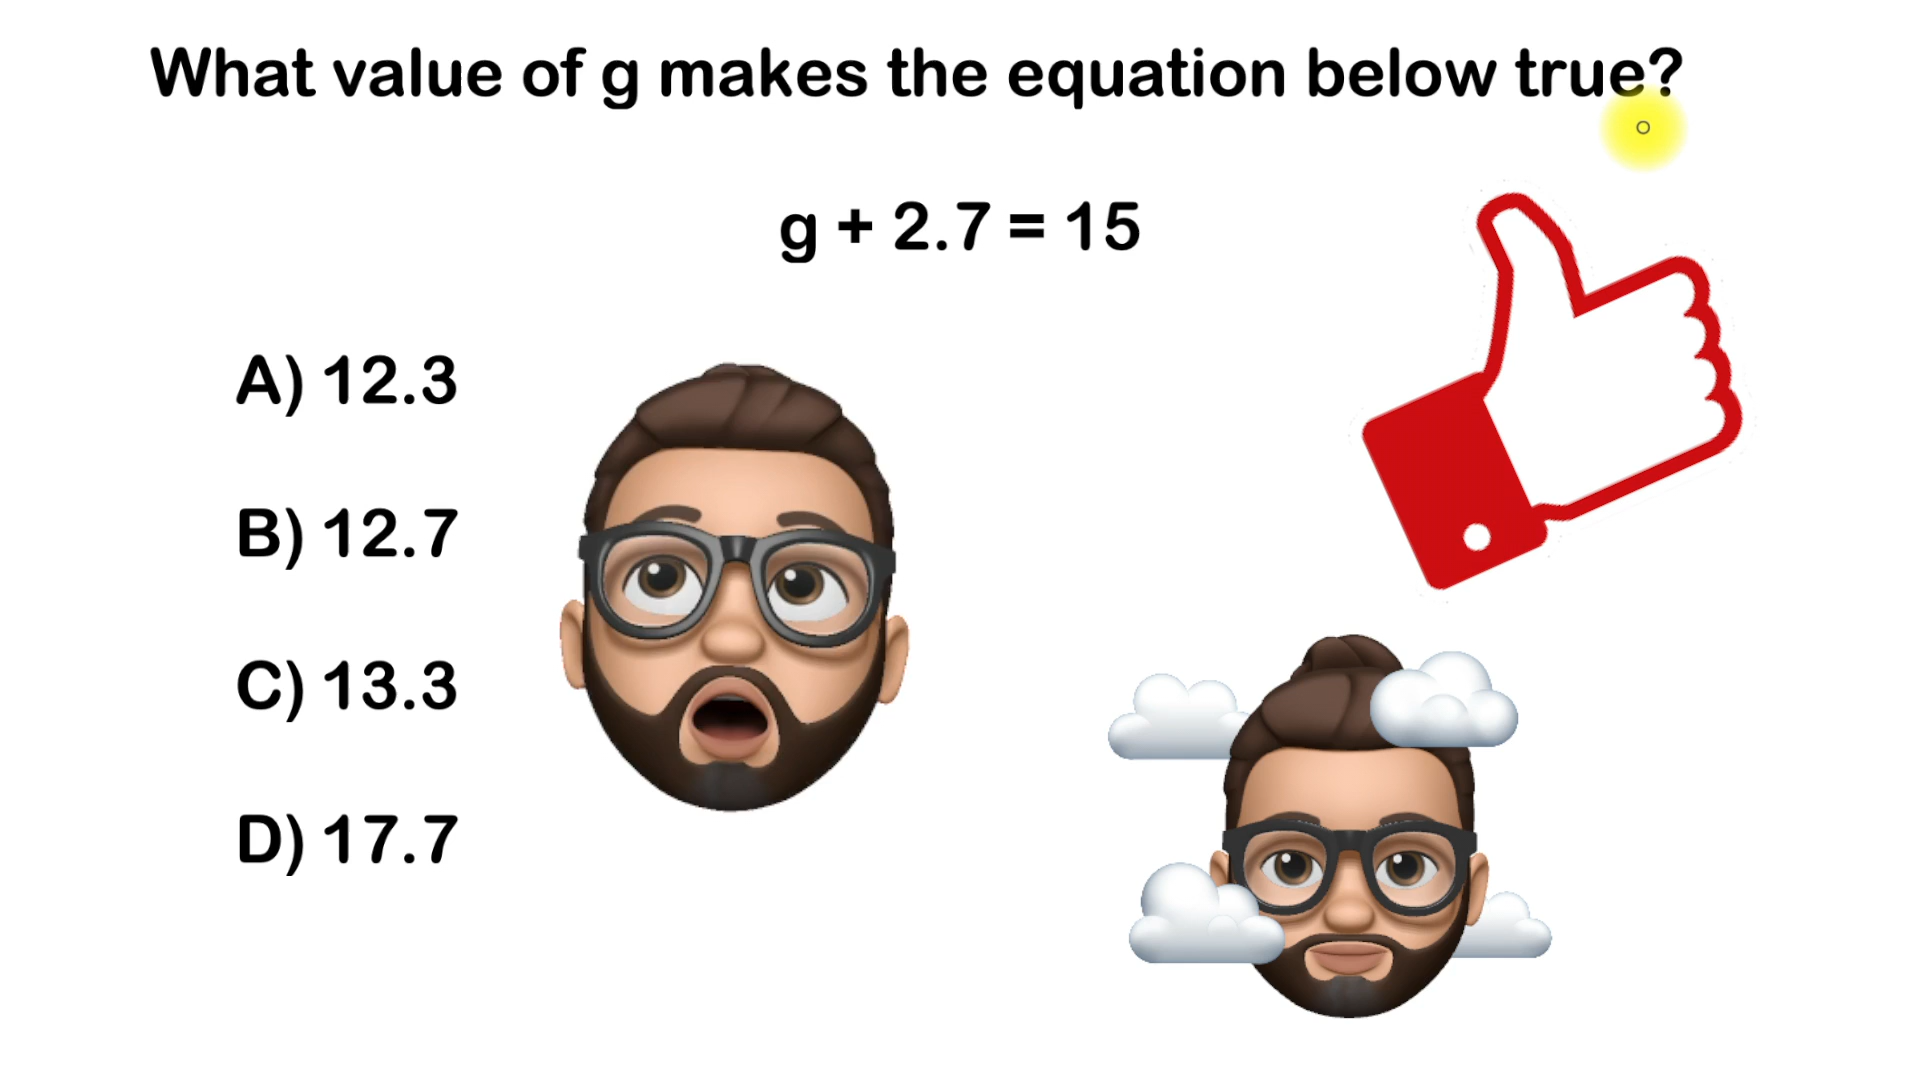 What value of g makes the equation below true?
g + 2.7 = 15
A) 12.3
B) 12.7
C) 13.3
D) 17.7